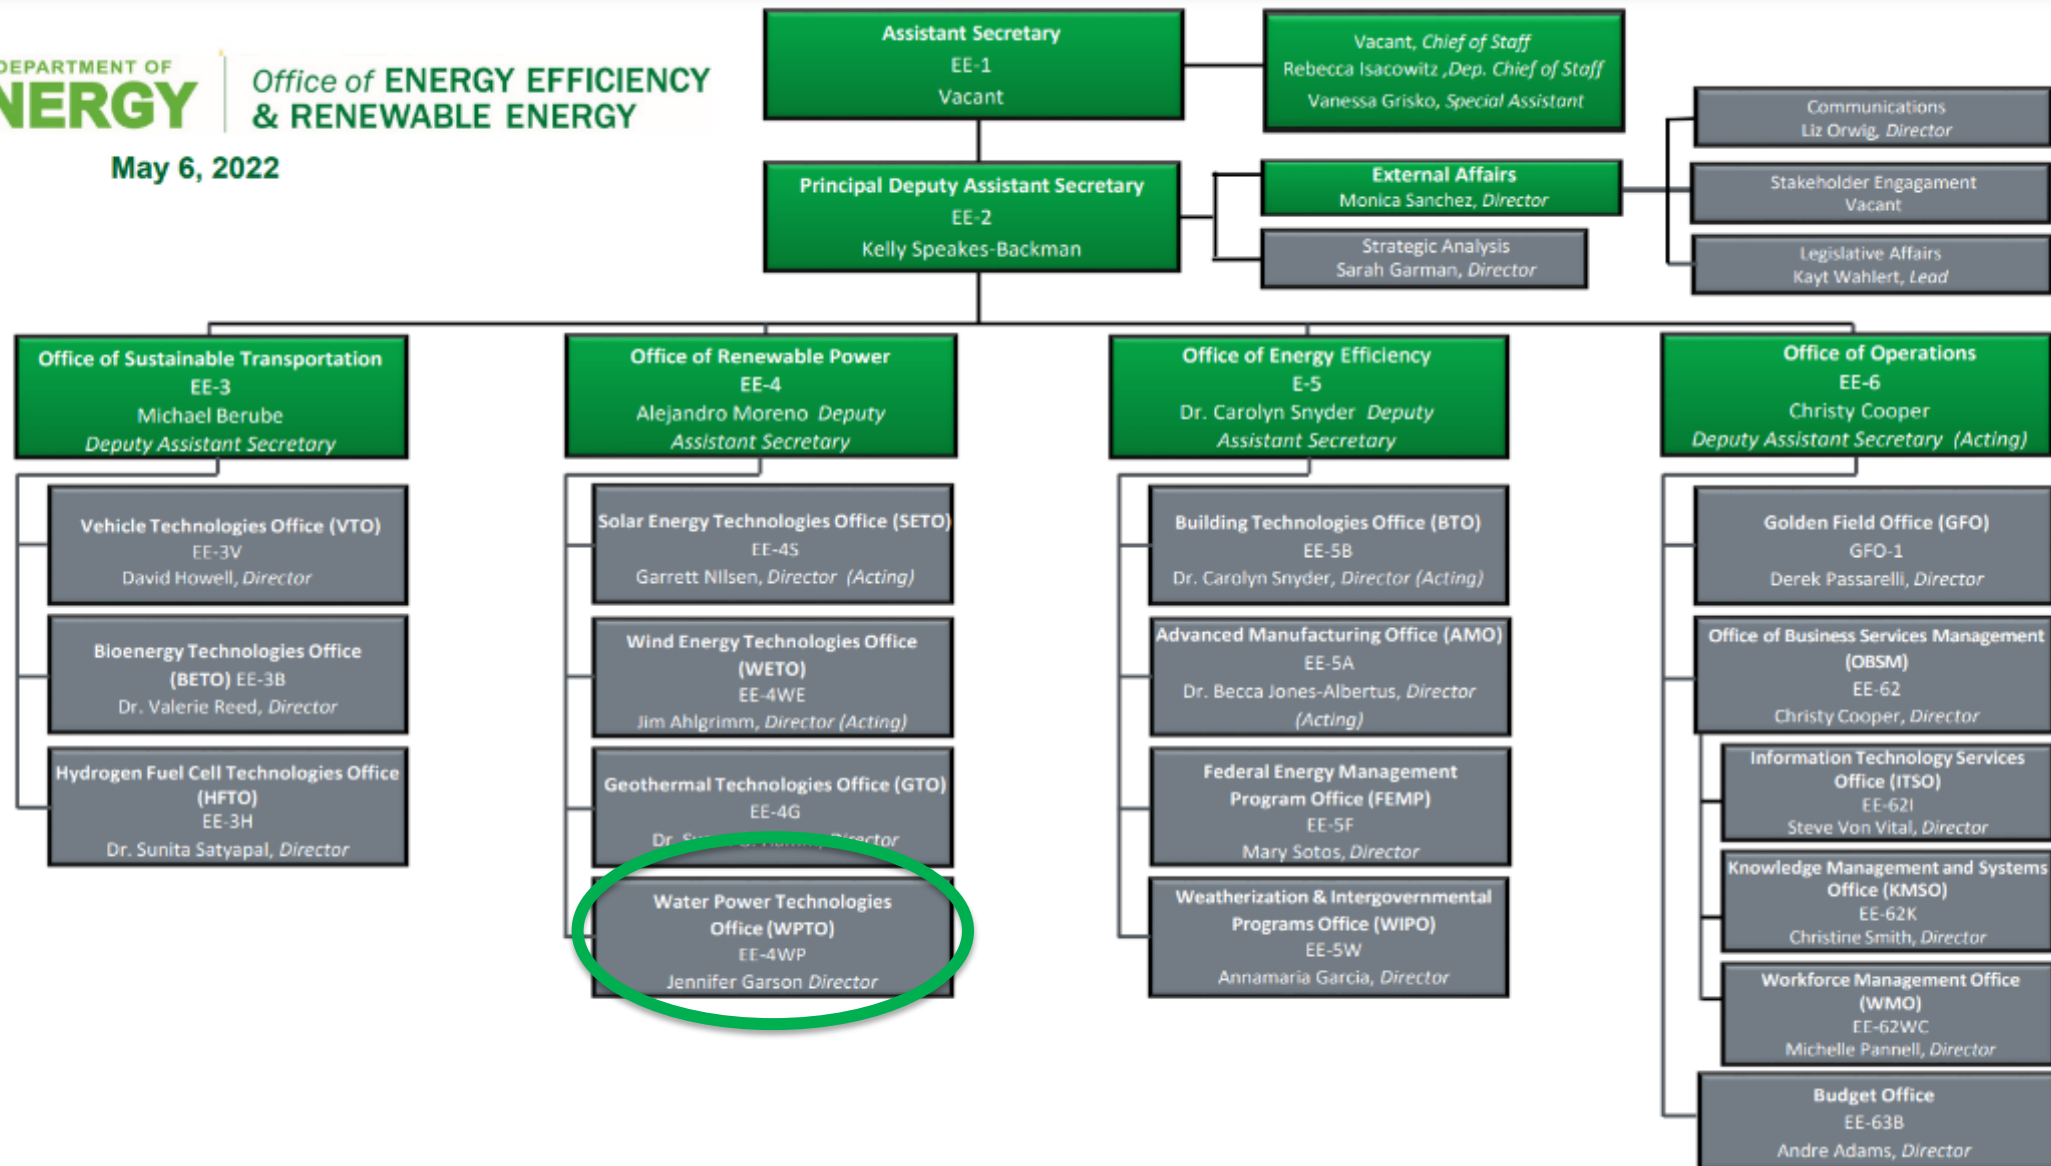 DEPARTMENT OF
NERGY
Office of ENERGY EFFICIENCY
& RENEWABLE ENERGY
May 6, 2022
Assistant Secretary
EE-1
Vacant
Vacant, Chief of Staff
Rebecca Isacowitz ,Dep. Chief of Staff
Vanessa Grisko, Special Assistant
Principal Deputy Assistant Secretary
EE-2
Kelly Speakes-Backman
External Affairs
Monica Sanchez, Director
Strategic Analysis
Sarah Garman, Director
Communications
Liz Orwig, Director
Stakeholder Engagament
Vacant
Legislative Affairs
Kayt Wahlert, Lead
Office of Sustainable Transportation
EE-3
Michael Berube
Deputy Assistant Secretary
Vehicle Technologies Office (VTO)
EE-3V
David Howell, Director
Bioenergy Technologies Office
(BETO) EE-3B
Dr. Valerie Reed, Director
Hydrogen Fuel Cell Technologies Office
(HFTO)
EE-3H
Dr. Sunita Satyapal, Director
Office of Renewable Power
EE-4
Alejandro Moreno Deputy
Assistant Secretary
Solar Energy Technologies Office (SETO)
EE-4S
Garrett NIlsen, Director (Acting)
Wind Energy Technologies Office
(WETO)
EE-4WE
Jim Ahlgrimm, Director (Acting)
Geothermal Technologies Office (GTO)
EE-4G
Dr. Director
Water Power Technologies
Office (WPTO)
EE-4WP
Jennifer Garson Director
Office of Energy Efficiency
E-5
Dr. Carolyn Snyder Deputy
Assistant Secretary
Building Technologies Office (BTO)
EE-5B
Dr. Carolyn Snyder, Director (Acting)
Advanced Manufacturing Office (AMO)
EE-5A
Dr. Becca Jones-Albertus, Director
(Acting)
Federal Energy Management
Program Office (FEMP)
EE-5F
Mary Sotos, Director
Weatherization & Intergovernmental
Programs Office (WIPO)
EE-5W
Annamaria Garcia, Director
Office of Operations
EE-6
Christy Cooper
Deputy Assistant Secretary (Acting)
Golden Field Office (GFO)
GFO-1
Derek Passarelli, Director
Office of Business Services Management
(OBSM)
EE-62
Christy Cooper, Director
Information Technology Services
Office (ITSO)
EE-62I
Steve Von Vital, Director
Knowledge Management and Systems
Office (KMSO)
EE-62K
Christine Smith, Director
Workforce Management Office
(WMO)
EE-62WC
Michelle Pannell, Director
Budget Office
EE-63B
Andre Adams, Director